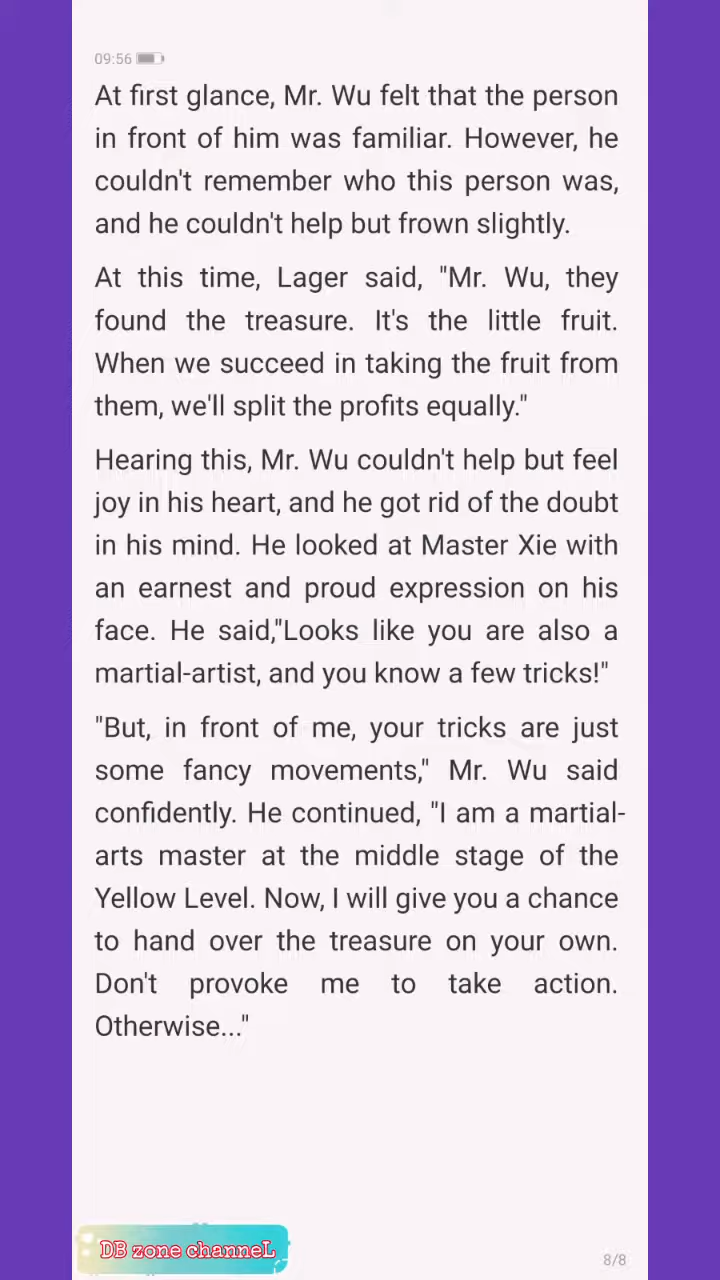 09:56
At first glance, Mr. Wu felt that the person
in front of him was familiar. However, he
couldn't remember who this person was,
and he couldn't help but frown slightly.
At this time, Lager said, "Mr. Wu, they
found the treasure. It's the little fruit.
When we succeed in taking the fruit from
them, we'll split the profits equally."
Hearing this, Mr. Wu couldn't help but feel
joy in his heart, and he got rid of the doubt
in his mind. He looked at Master Xie with
an earnest and proud expression on his
face. He said,"Looks like you are also a
martial-artist, and you know a few tricks!"
"But, in front of me, your tricks are just
some fancy movements," Mr. Wu said
confidently. He continued, "I am a martial-
arts master at the middle stage of the
Yellow Level. Now, I will give you a chance
to hand over the treasure on your own.
Don't provoke me to take action.
Otherwise..."
DB zone channeL
8/8